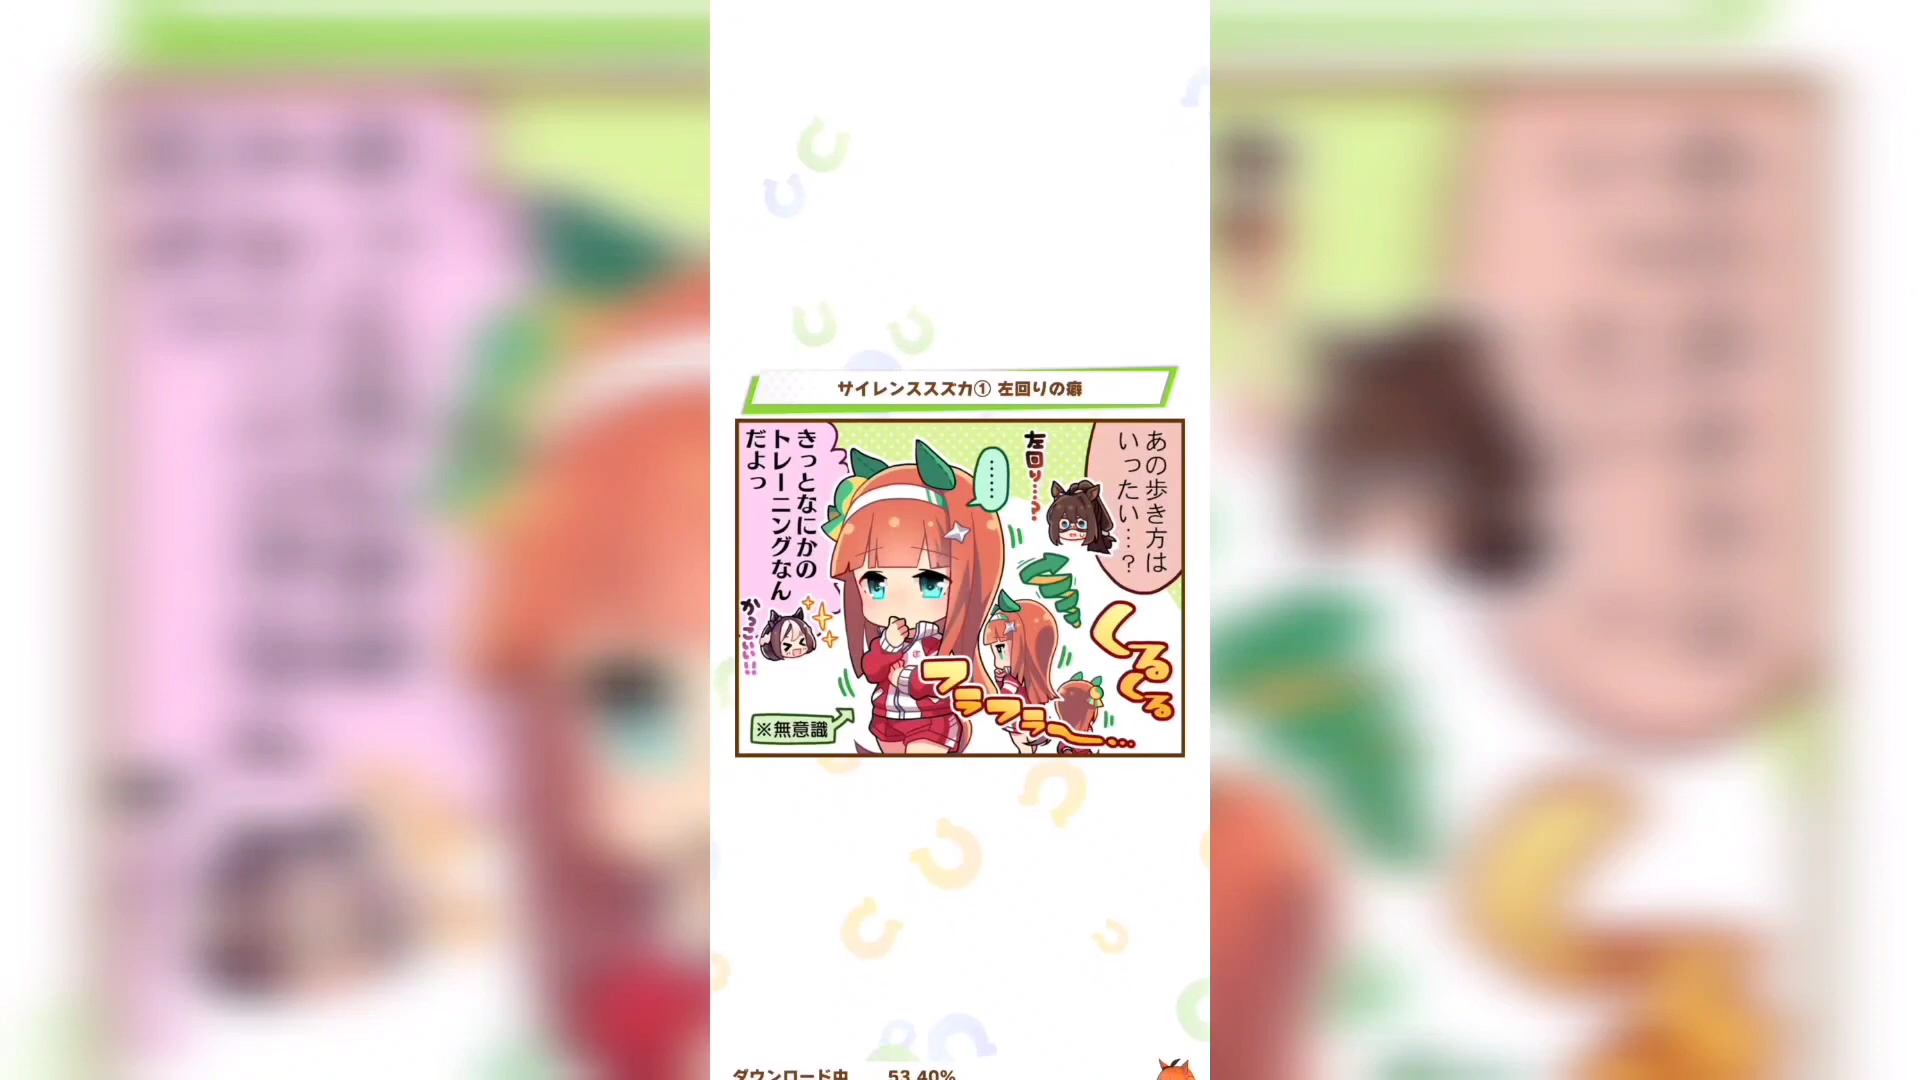 サイレンススズカ① 左回りの癖
あの歩き方は
いったい…？
左回り…？
……
きっとなにかの
トレーニングなん
だよっ
かっこいい!!
くるくる
フラフラ〜…
※無意識
ダウンロード中 53.40%